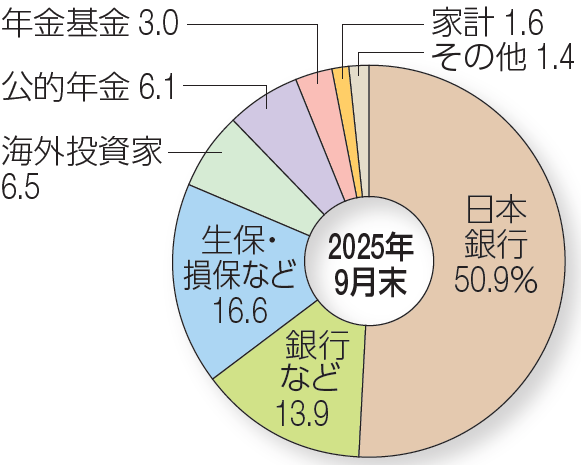 年金基金 3.0
公的年金 6.1
海外投資家
6.5
家計 1.6
その他 1.4
日本
銀行
50.9%
生保・
損保など
16.6
銀行
など
13.9
2025年
9月末